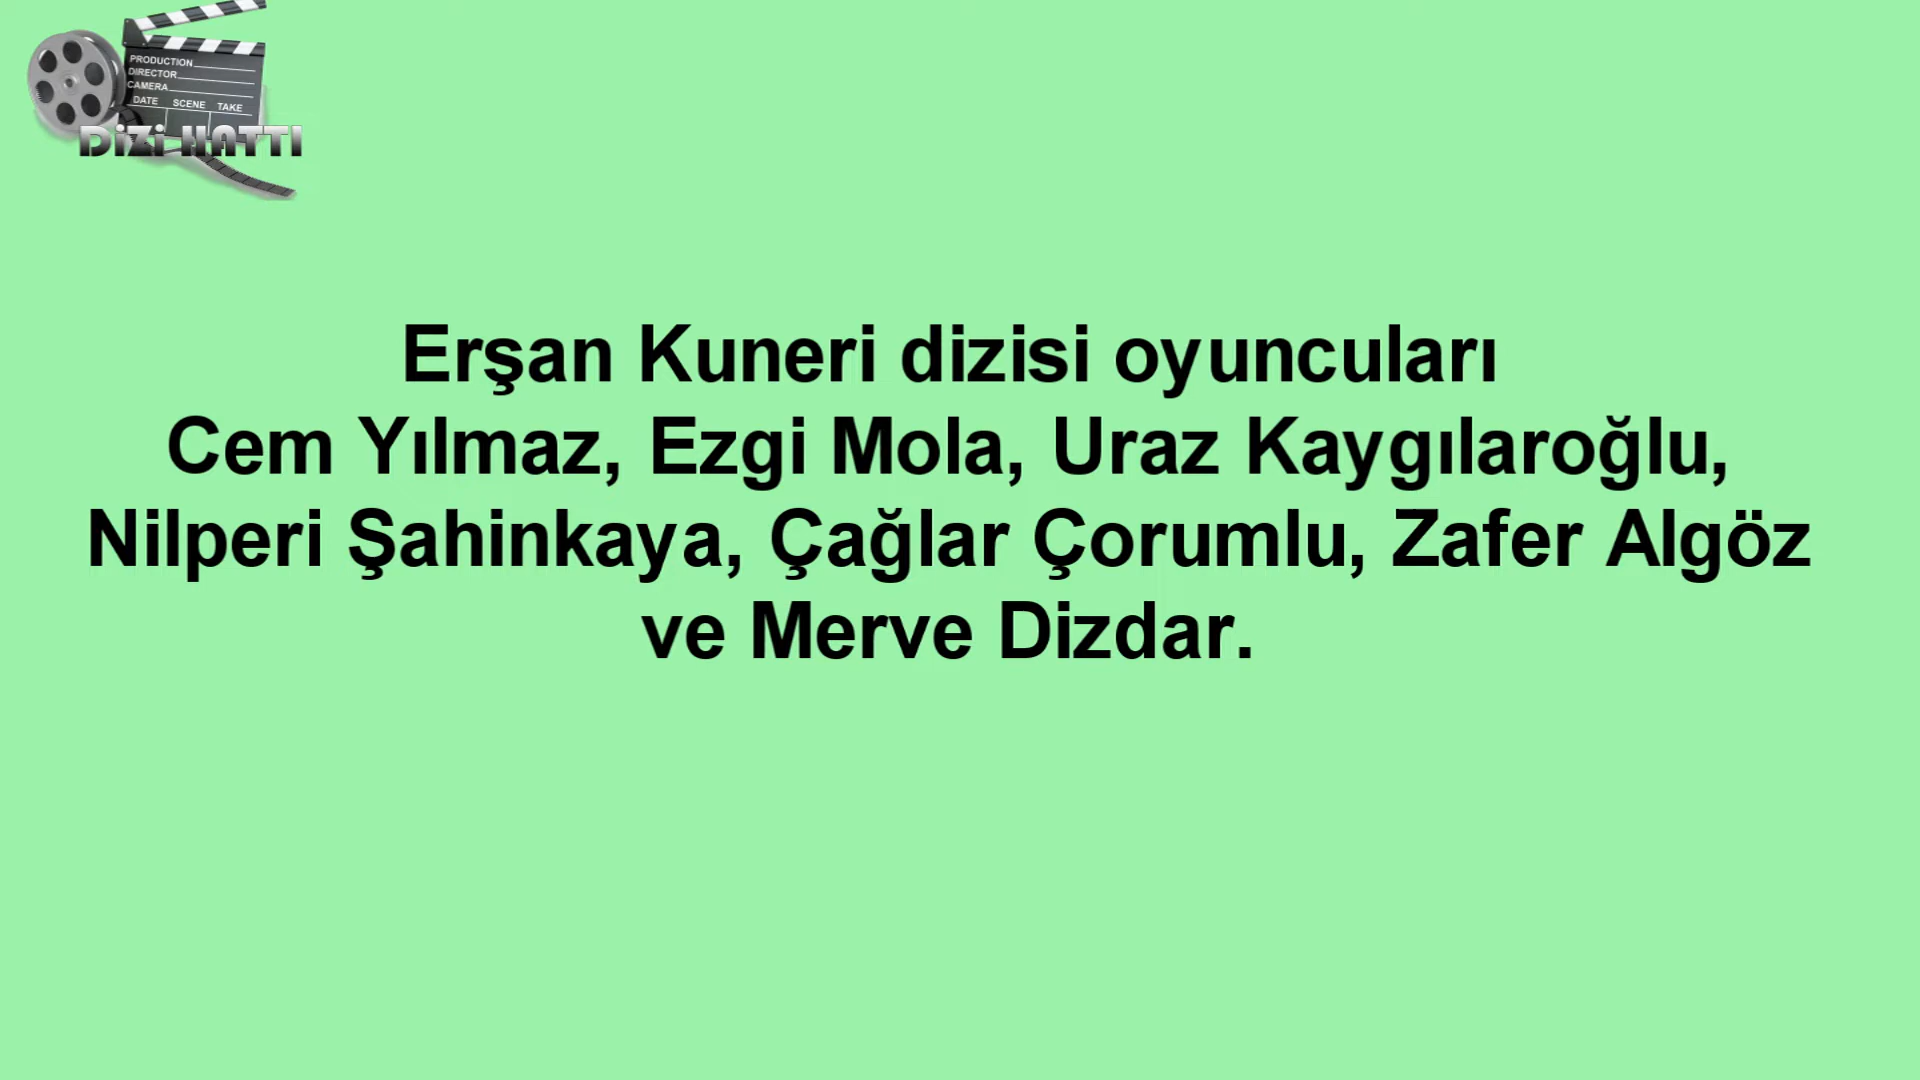 PRODUCTION
DIRECTOR
CAMERA
DATE SCENE TAKE
DiZi HATTI
Erşan Kuneri dizisi oyuncuları
Cem Yılmaz, Ezgi Mola, Uraz Kaygılaroğlu,
Nilperi Şahinkaya, Çağlar Çorumlu, Zafer Algöz
ve Merve Dizdar.